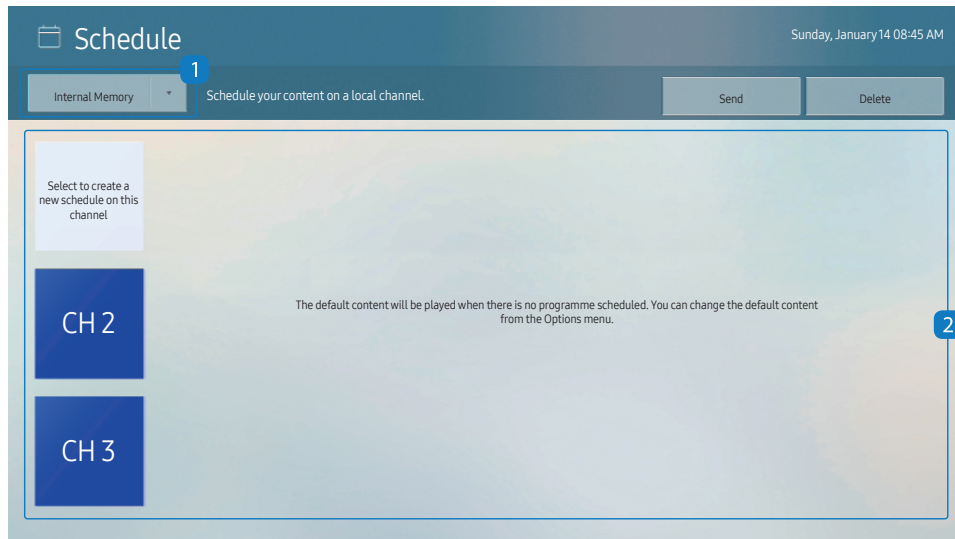 Schedule
Sunday, January 14 08:45 AM
1
Internal Memory
Schedule your content on a local channel.
Send
Delete
Select to create a
new schedule on this
channel
The default content will be played when there is no programme scheduled. You can change the default content
from the Options menu.
CH 2
2
CH 3